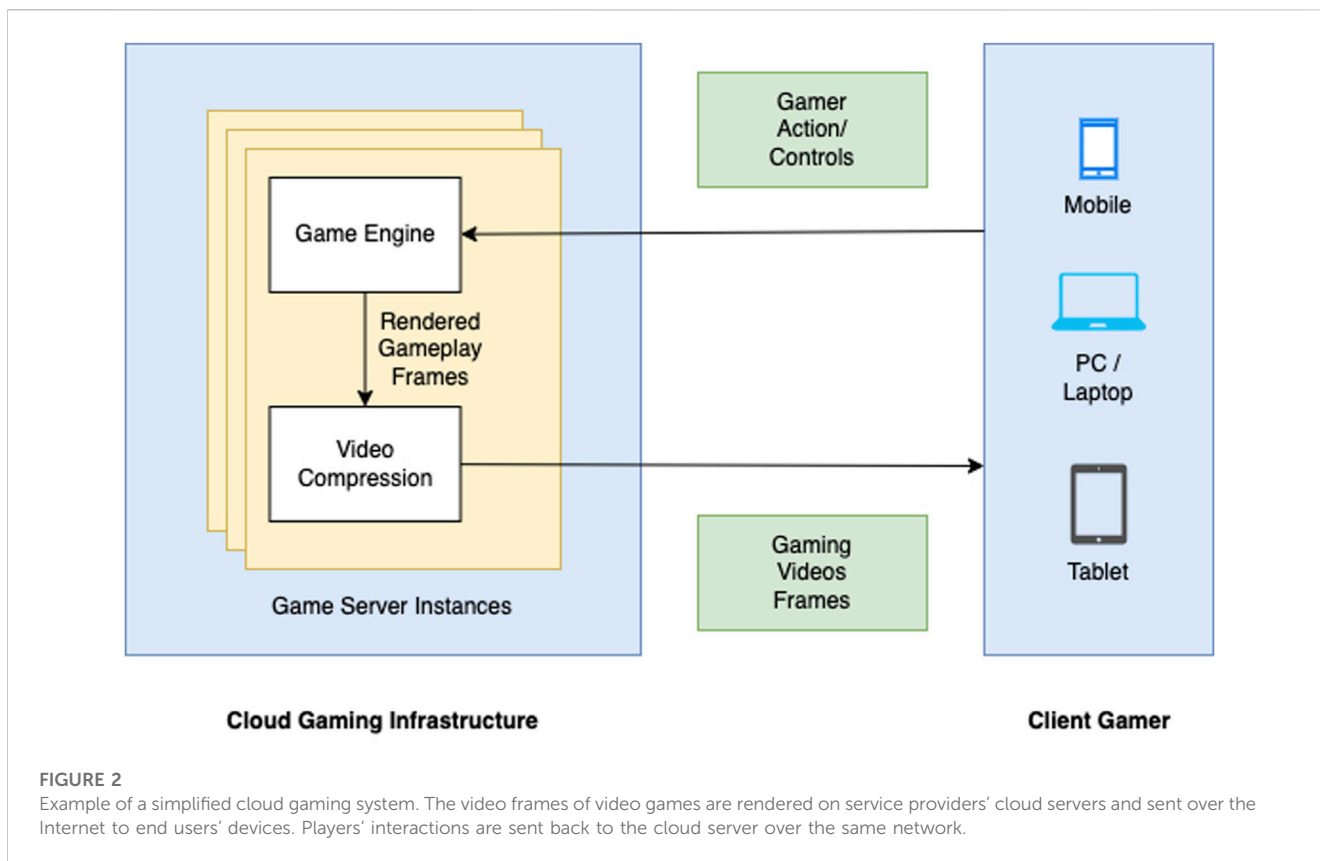 Gamer
Action/
Controls
Game Engine
Rendered
Gameplay
Frames
Video
Compression
Game Server Instances
Gaming
Videos
Frames
Mobile
PC /
Laptop
Tablet
Cloud Gaming Infrastructure
Client Gamer
FIGURE 2
Example of a simplified cloud gaming system. The video frames of video games are rendered on service providers’ cloud servers and sent over the
Internet to end users’ devices. Players’ interactions are sent back to the cloud server over the same network.